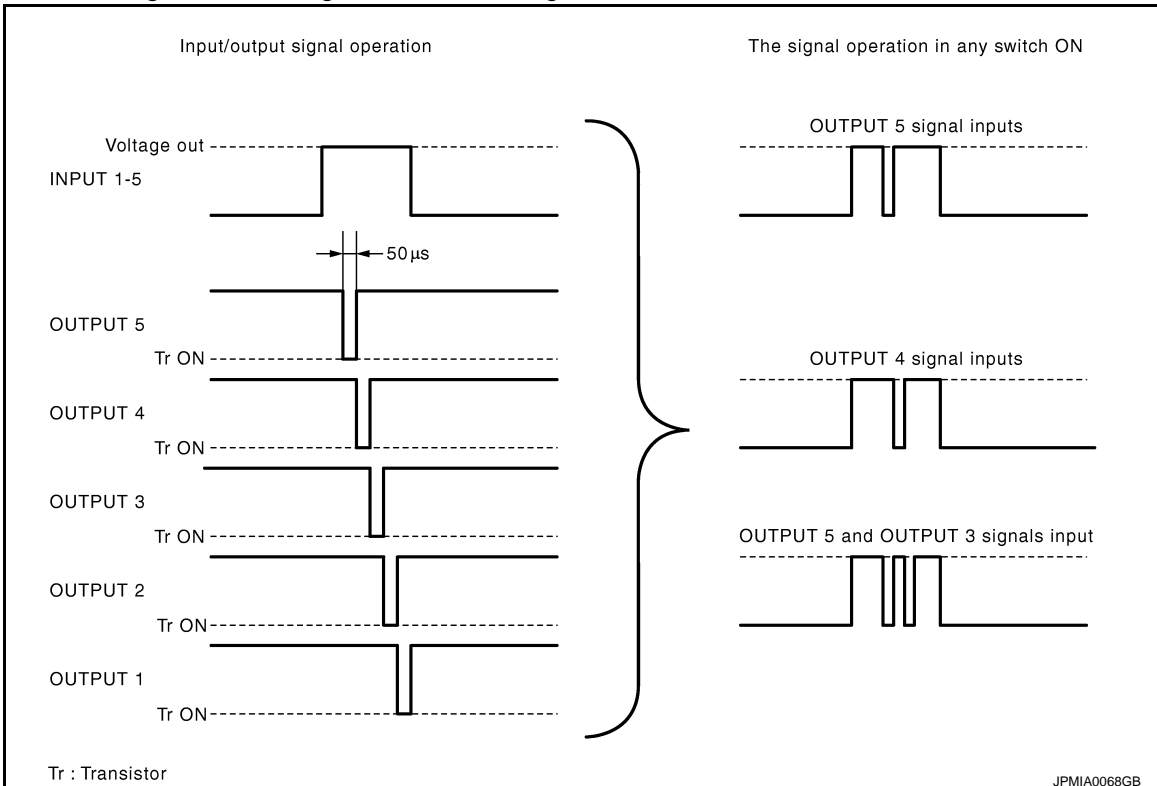 Input/output signal operation
The signal operation in any switch ON
Voltage out
INPUT 1-5
50 μs
OUTPUT 5
Tr ON
OUTPUT 4
Tr ON
OUTPUT 3
Tr ON
OUTPUT 2
Tr ON
OUTPUT 1
Tr ON
OUTPUT 5 signal inputs
OUTPUT 4 signal inputs
OUTPUT 5 and OUTPUT 3 signals input
Tr : Transistor
JPMIA0068GB